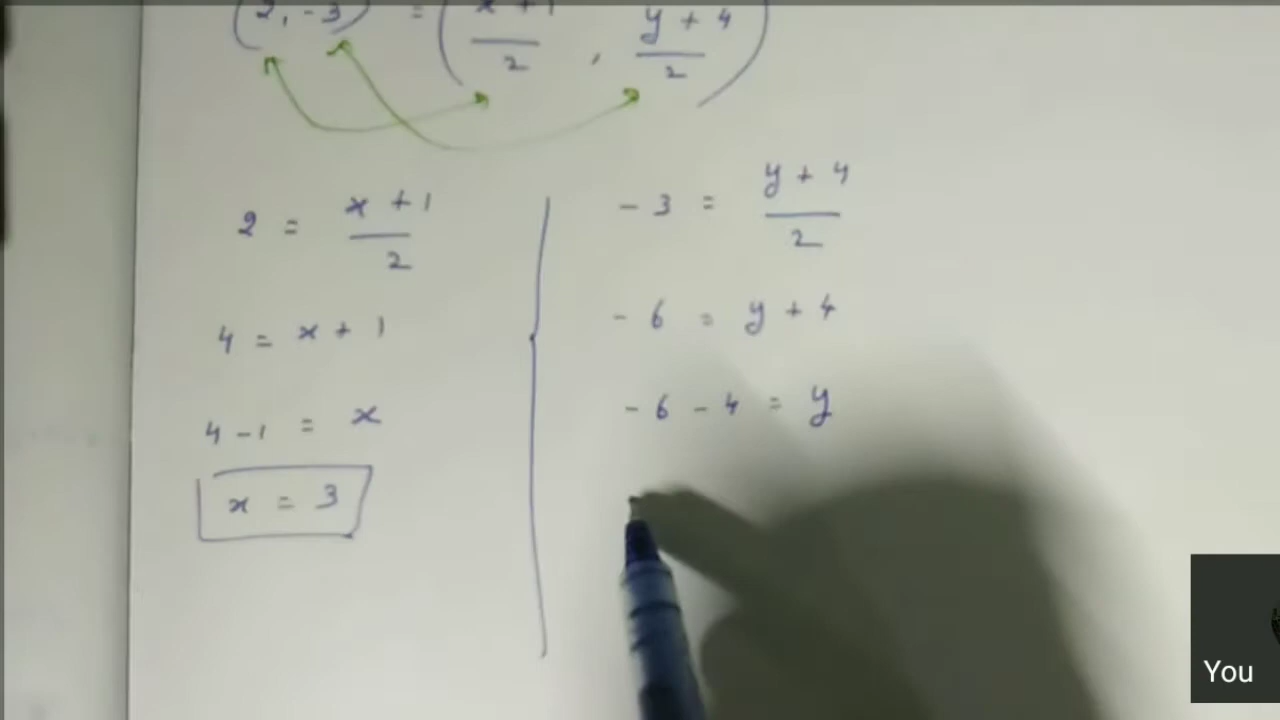 (2, -3) = (x + 1 / 2 , y + 4 / 2)
2 = x + 1 / 2
4 = x + 1
4 - 1 = x
x = 3
- 3 = y + 4 / 2
- 6 = y + 4
- 6 - 4 = y
You